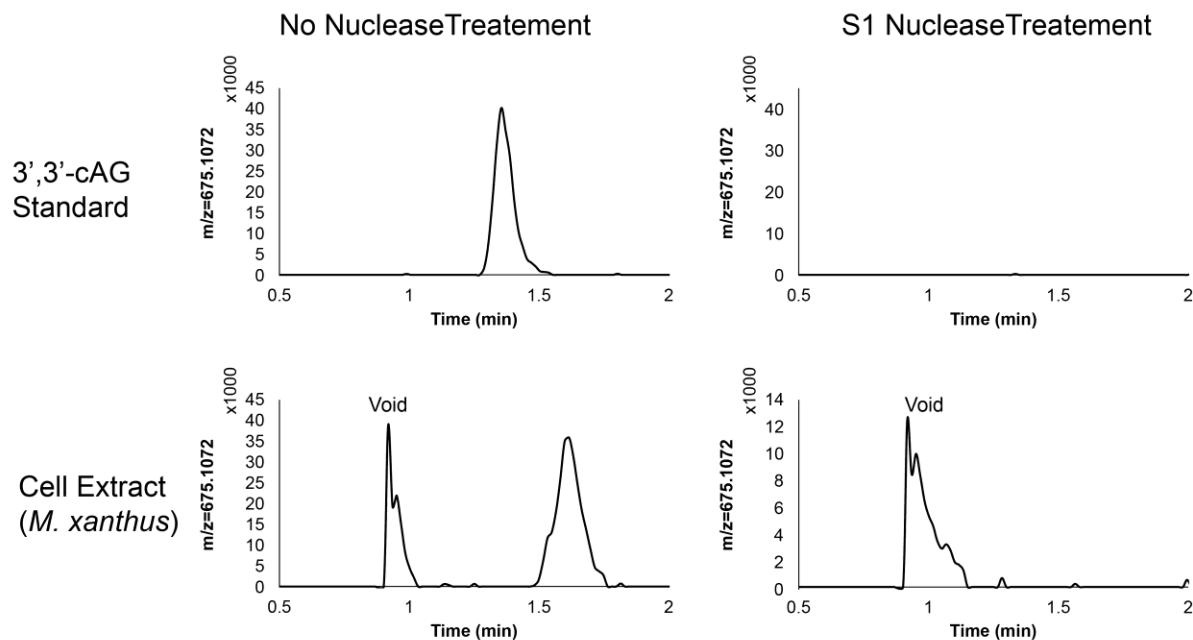 No NucleaseTreatement
S1 NucleaseTreatement
3',3'-cAG
Standard
x1000
m/z=675.1072
45
40
35
30
25
20
15
10
5
0
0.5 1 1.5 2
Time (min)
x1000
m/z=675.1072
40
30
20
10
0
0.5 1 1.5 2
Time (min)
Cell Extract
(M. xanthus)
x1000
m/z=675.1072
45
40
35
30
25
20
15
10
5
0
Void
0.5 1 1.5 2
Time (min)
x1000
m/z=675.1072
14
12
10
8
6
4
2
0
Void
0.5 1 1.5 2
Time (min)